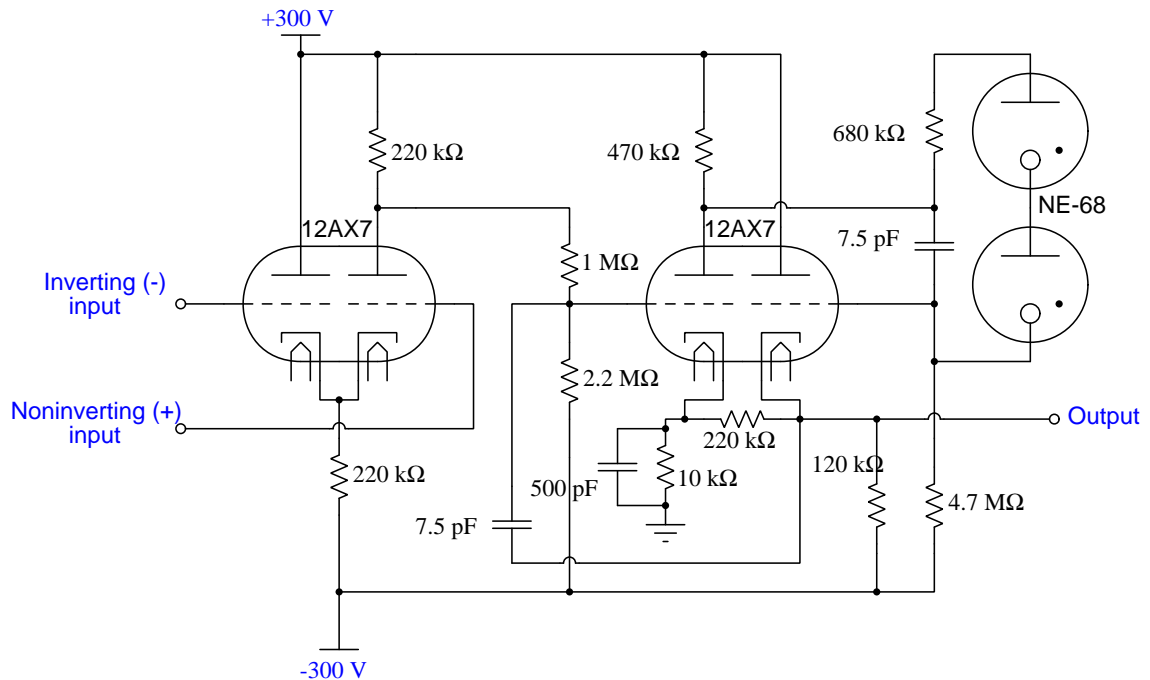 +300 V
220 kΩ
470 kΩ
680 kΩ
NE-68
12AX7
12AX7
7.5 pF
Inverting (-)
input
1 MΩ
2.2 MΩ
Noninverting (+)
input
Output
220 kΩ
120 kΩ
220 kΩ
500 pF
10 kΩ
4.7 MΩ
7.5 pF
-300 V